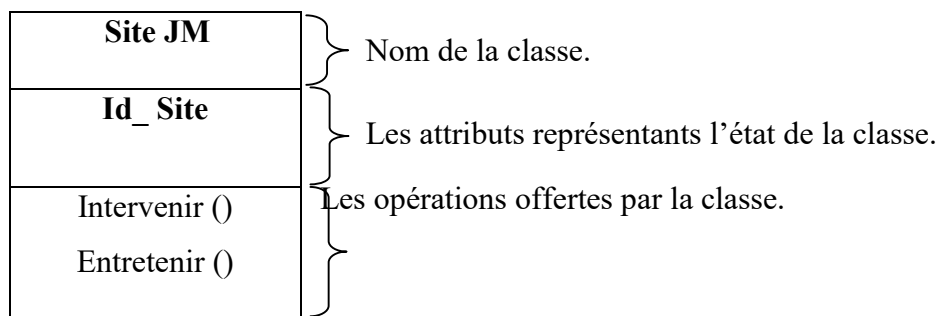 Site JM
Nom de la classe.
Id_ Site
Les attributs représentants l’état de la classe.
Intervenir ()
Les opérations offertes par la classe.
Entretenir ()